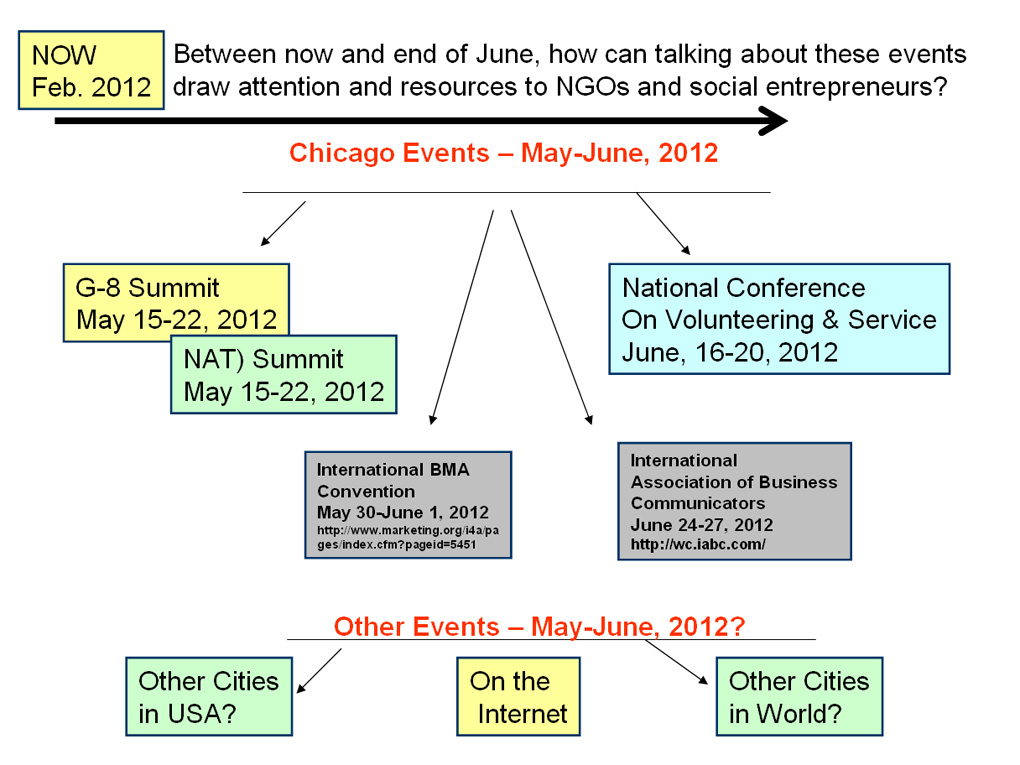 NOW
Feb. 2012
Between now and end of June, how can talking about these events
draw attention and resources to NGOs and social entrepreneurs?
Chicago Events – May-June, 2012
G-8 Summit
May 15-22, 2012
NAT) Summit
May 15-22, 2012
National Conference
On Volunteering & Service
June, 16-20, 2012
International BMA
Convention
May 30-June 1, 2012
http://www.marketing.org/i4a/pa
ges/index.cfm?pageid=5451
International
Association of Business
Communicators
June 24-27, 2012
http://wc.iabc.com/
Other Events – May-June, 2012?
Other Cities
in USA?
On the
Internet
Other Cities
in World?